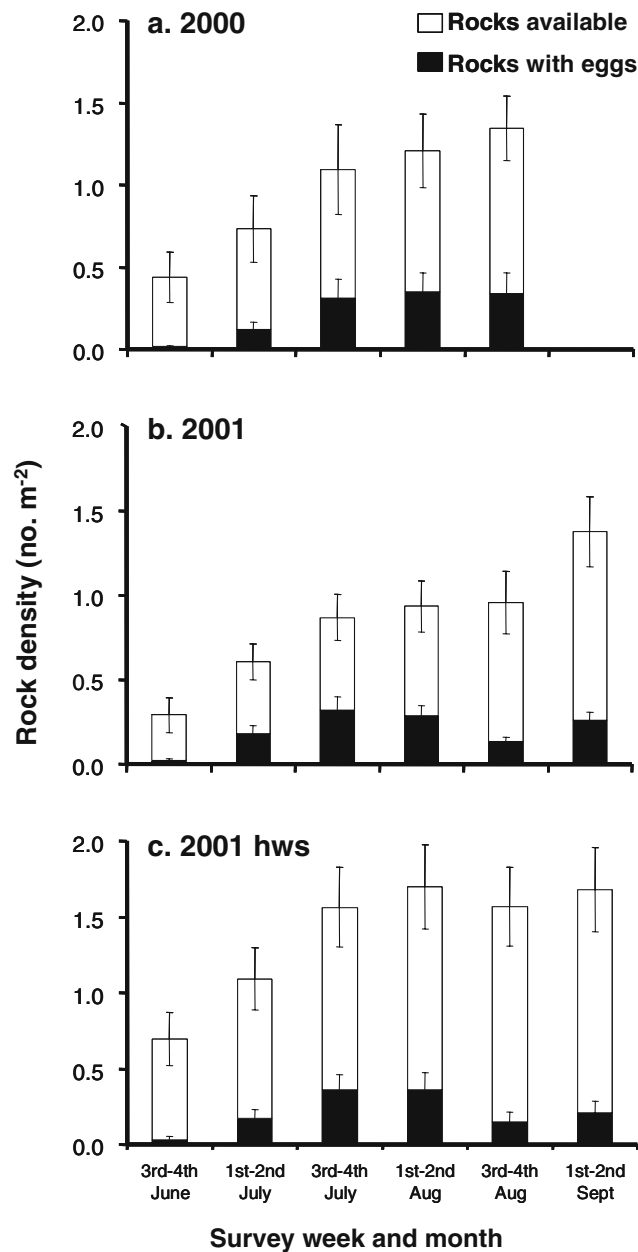 a. 2000
Rocks available
Rocks with eggs
2.0
1.5
1.0
0.5
0.0
b. 2001
2.0
1.5
1.0
0.5
0.0
Rock density (no. m-2)
c. 2001 hws
2.0
1.5
1.0
0.5
0.0
3rd-4th June
1st-2nd July
3rd-4th July
1st-2nd Aug
3rd-4th Aug
1st-2nd Sept
Survey week and month